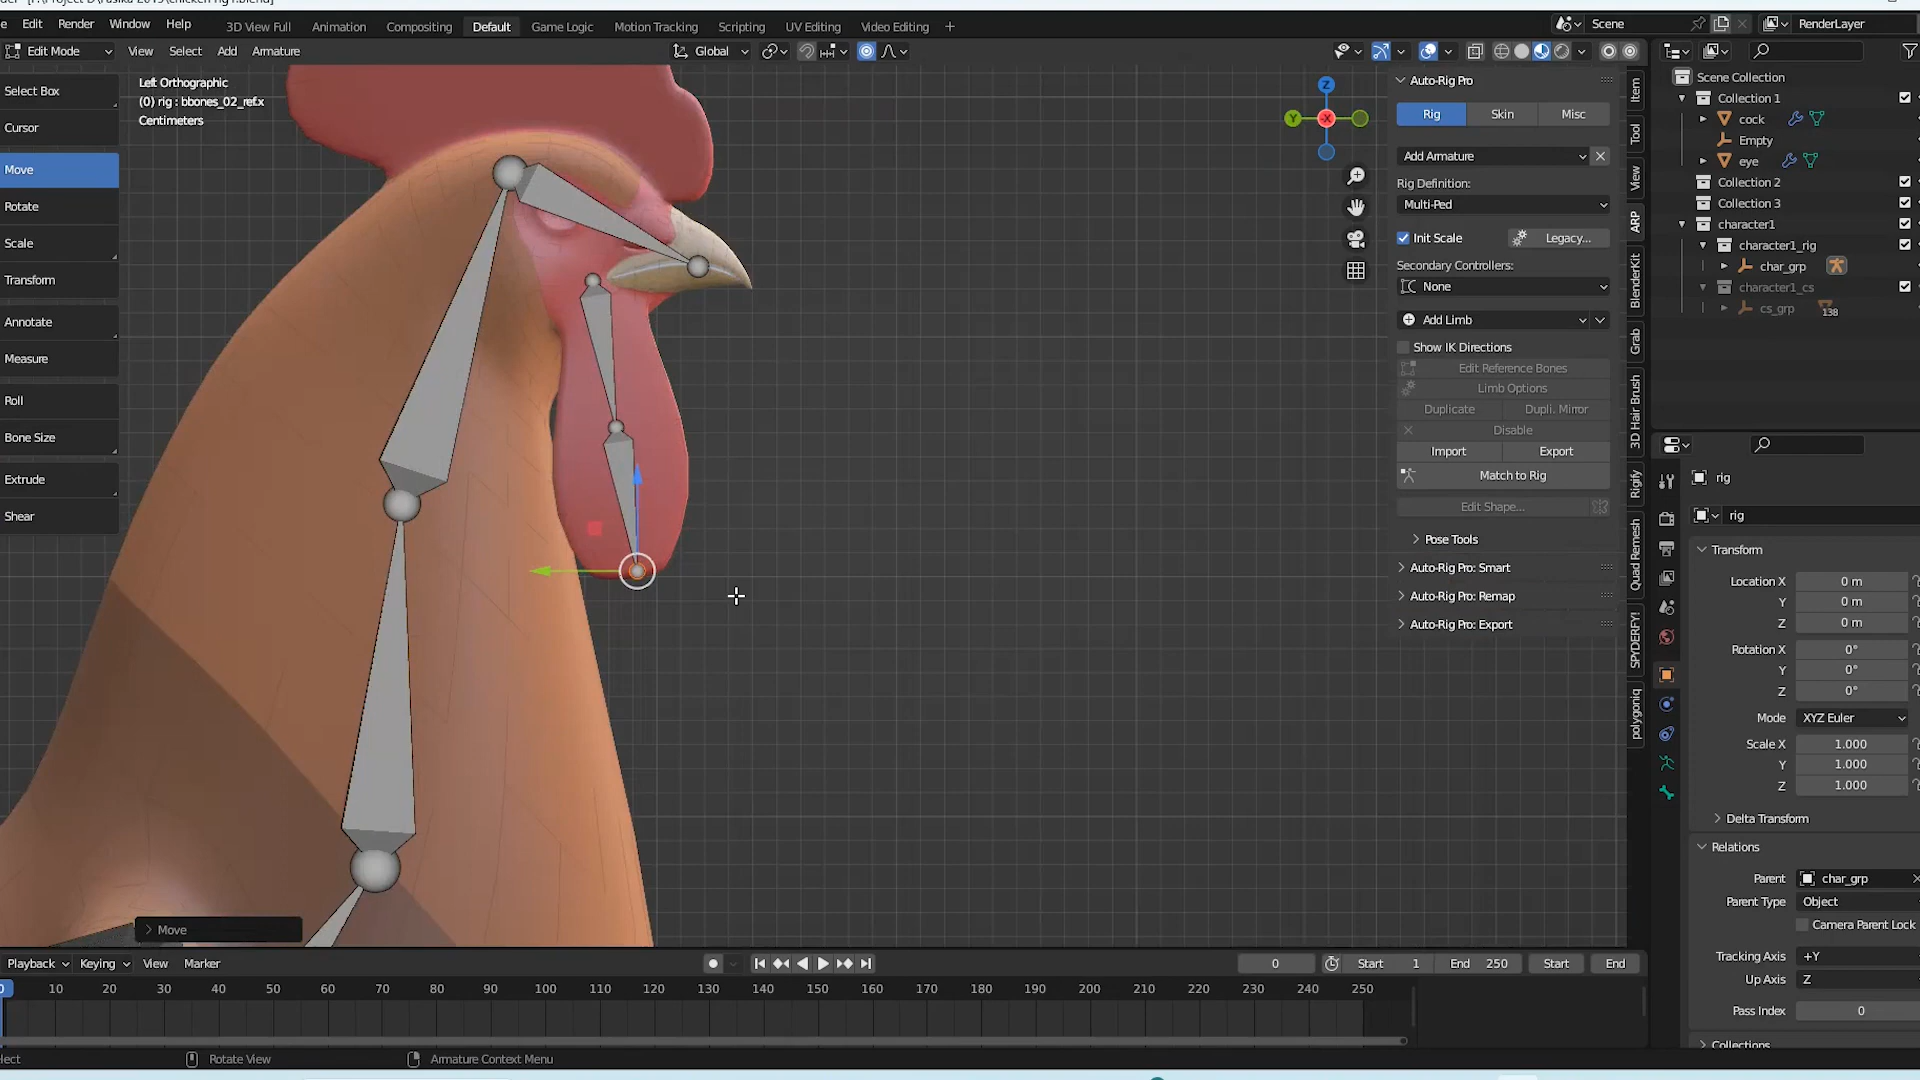 Render
Window
Help
3D View Full
Animation
Compositing
Default
Game Logic
Motion Tracking
Scripting
UV Editing
Video Editing
+
Scene
RenderLayer
Edit Mode
View
Select
Add
Armature
Global
Select Box
Cursor
Move
Rotate
Scale
Transform
Annotate
Measure
Roll
Bone Size
Extrude
Shear
Left Orthographic
(0) rig : bbones_02_ref.x
Centimeters
Z
Y
-X
Auto-Rig Pro
Rig
Skin
Misc
Add Armature
Rig Definition:
Multi-Ped
Init Scale
Legacy...
Secondary Controllers:
None
Add Limb
Show IK Directions
Edit Reference Bones
Limb Options
Duplicate
Dupli. Mirror
Disable
Import
Export
Match to Rig
Edit Shape...
Pose Tools
Auto-Rig Pro: Smart
Auto-Rig Pro: Remap
Auto-Rig Pro: Export
Item
Tool
View
ARP
BlenderKit
Grab
3D Hair Brush
Rigify
Quad Remesh
SPYDERFY!
polygoniq
Scene Collection
Collection 1
cock
Empty
eye
Collection 2
Collection 3
character1
character1_rig
char_grp
character1_cs
cs_grp
138
rig
rig
Transform
Location X 0 m
Y 0 m
Z 0 m
Rotation X 0°
Y 0°
Z 0°
Mode XYZ Euler
Scale X 1.000
Y 1.000
Z 1.000
Delta Transform
Relations
Parent char_grp
Parent Type Object
Camera Parent Lock
Tracking Axis +Y
Up Axis Z
Pass Index 0
Collections
Move
Playback
Keying
View
Marker
0
Start 1
End 250
Start
End
0 10 20 30 40 50 60 70 80 90 100 110 120 130 140 150 160 170 180 190 200 210 220 230 240 250
Rotate View
Armature Context Menu